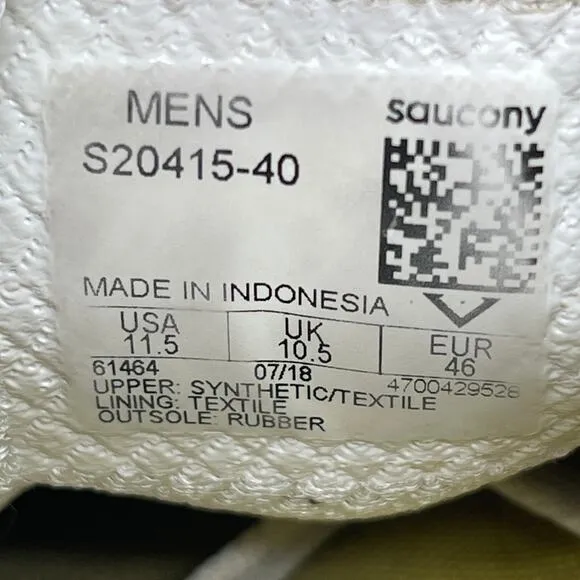 MENS
saucony
S20415-40
MADE IN INDONESIA
USA UK EUR
11.5 10.5 46
61464 07/18 4700429526
UPPER: SYNTHETIC/TEXTILE
LINING: TEXTILE
OUTSOLE: RUBBER